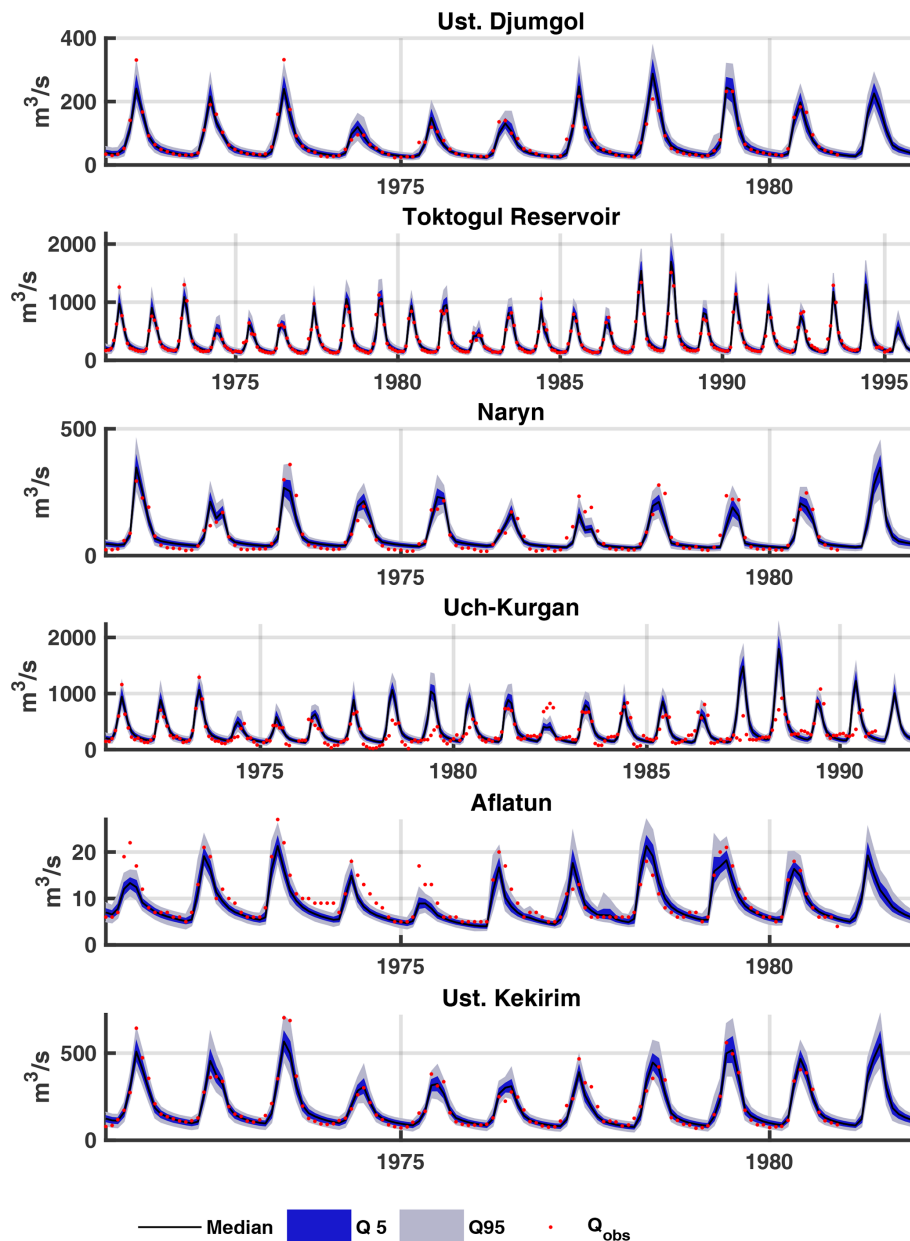 Ust. Djumgol
400
200
0
m³/s
1975 1980
Toktogul Reservoir
2000
1000
0
m³/s
1975 1980 1985 1990 1995
Naryn
500
0
m³/s
1975 1980
Uch-Kurgan
2000
1000
0
m³/s
1975 1980 1985 1990
Aflatun
20
10
0
m³/s
1975 1980
Ust. Kekirim
500
0
m³/s
1975 1980
Median Q 5 Q95 Q_obs